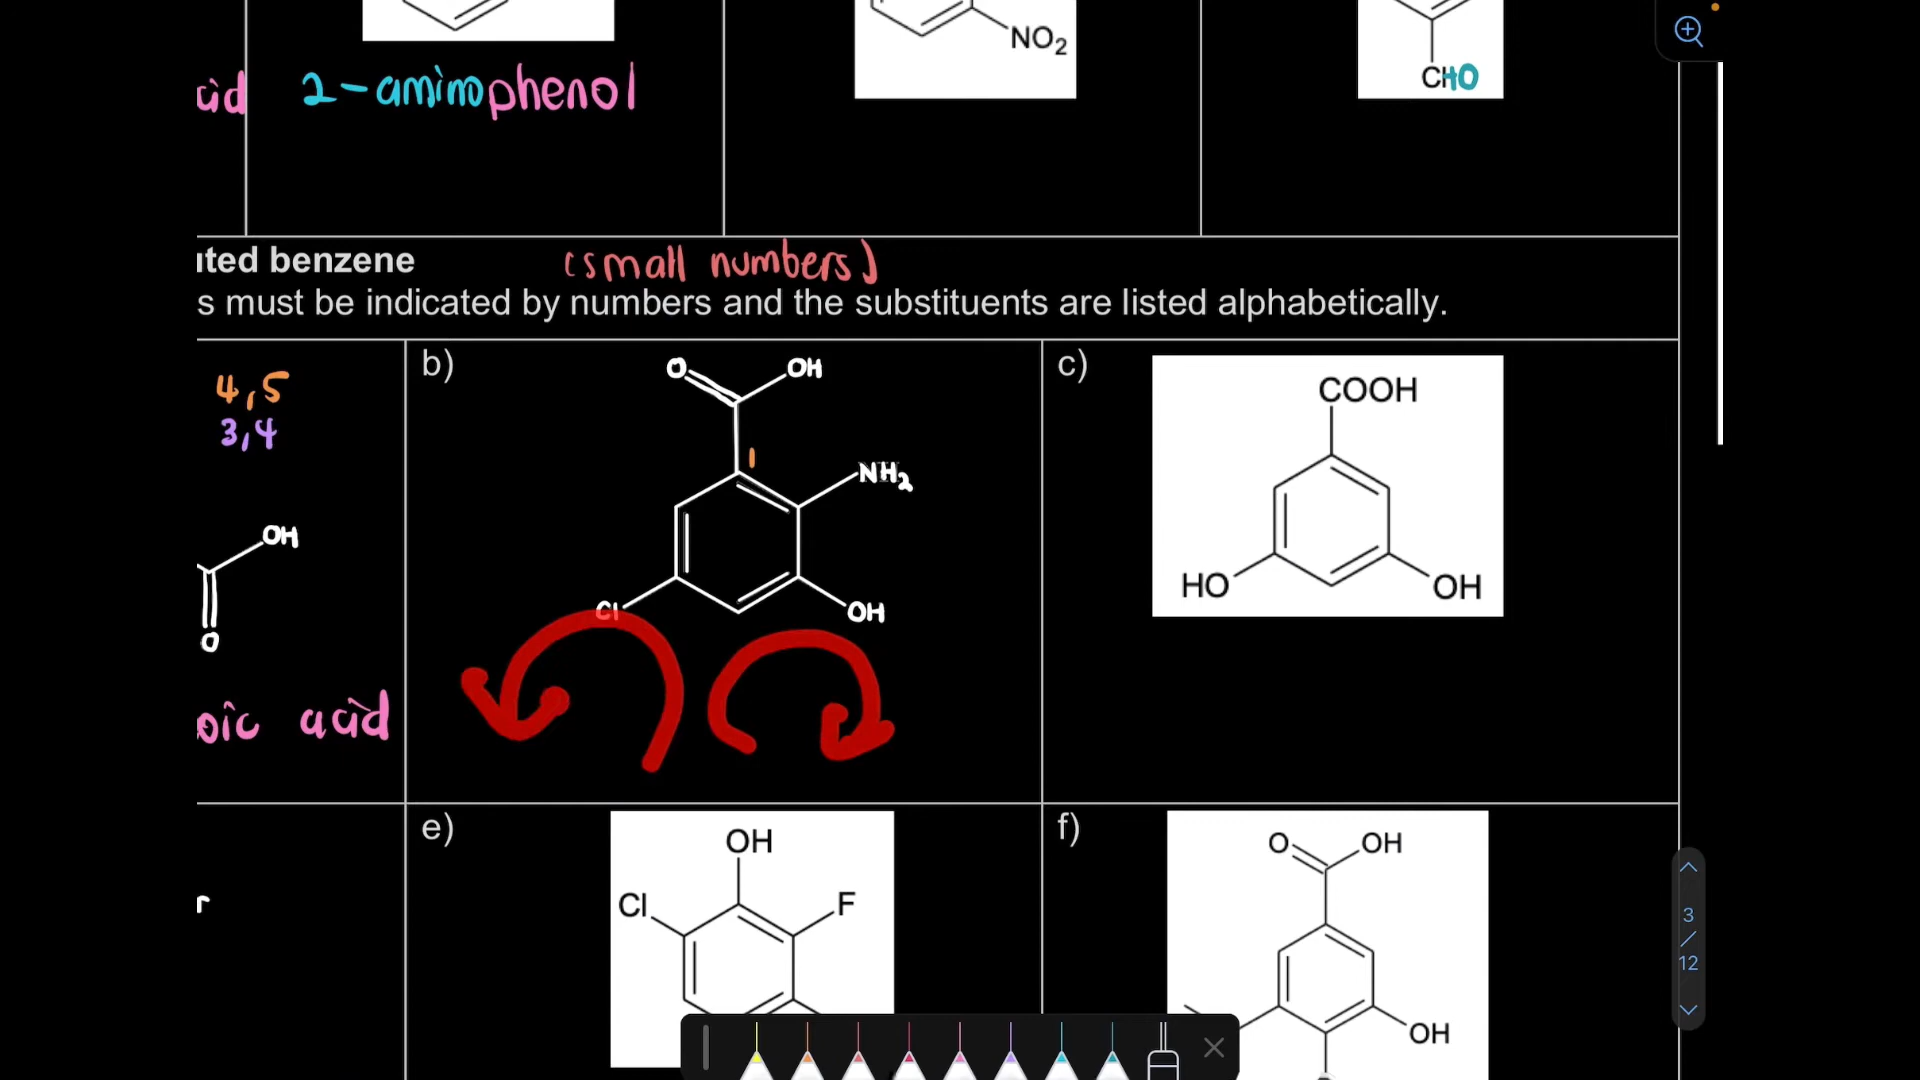 NO2
CHO
2-aminophenol
benzene (small numbers)
s must be indicated by numbers and the substituents are listed alphabetically.
4,5
3,4
OH
O
oic acid
b)
O OH
1
NH2
Cl
OH
c)
COOH
HO OH
e)
OH
Cl F
f)
O OH
OH
3
/
12